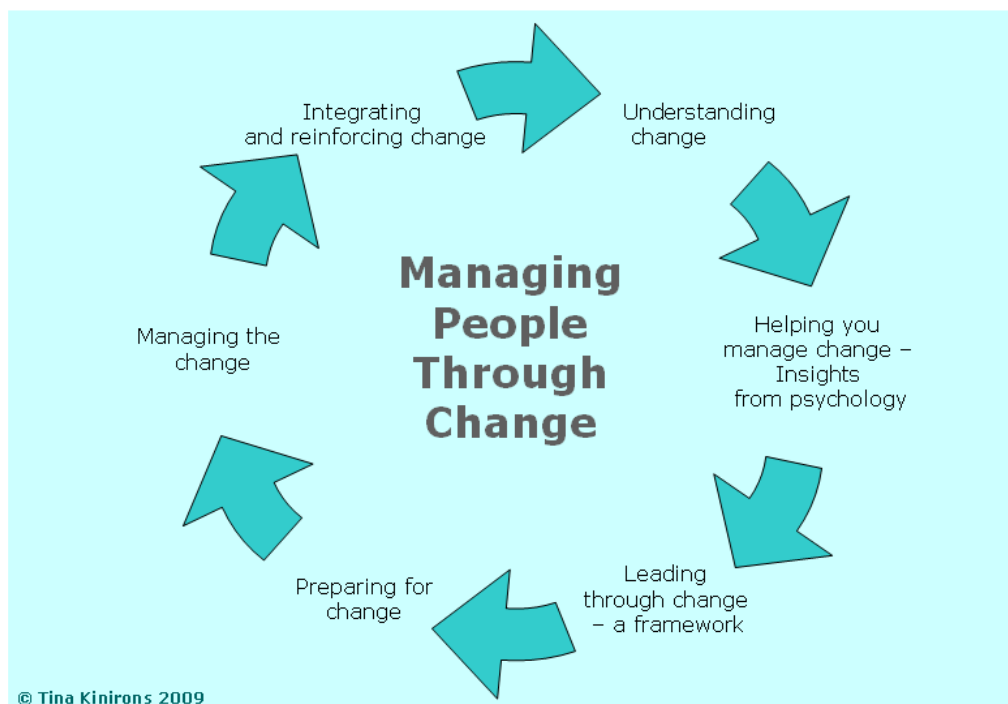 Integrating
and reinforcing change
Understanding
change
Managing
People
Through
Change
Helping you
manage change –
Insights
from psychology
Managing the
change
Leading
through change
– a framework
Preparing for
change
© Tina Kinirons 2009